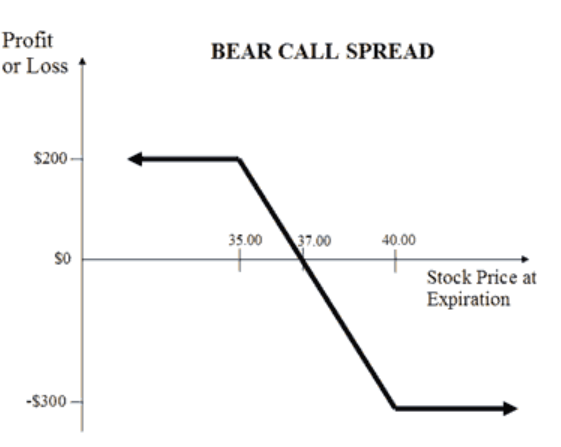 Profit
or Loss
BEAR CALL SPREAD
$200
35.00
37.00
40.00
$0
Stock Price at
Expiration
-$300